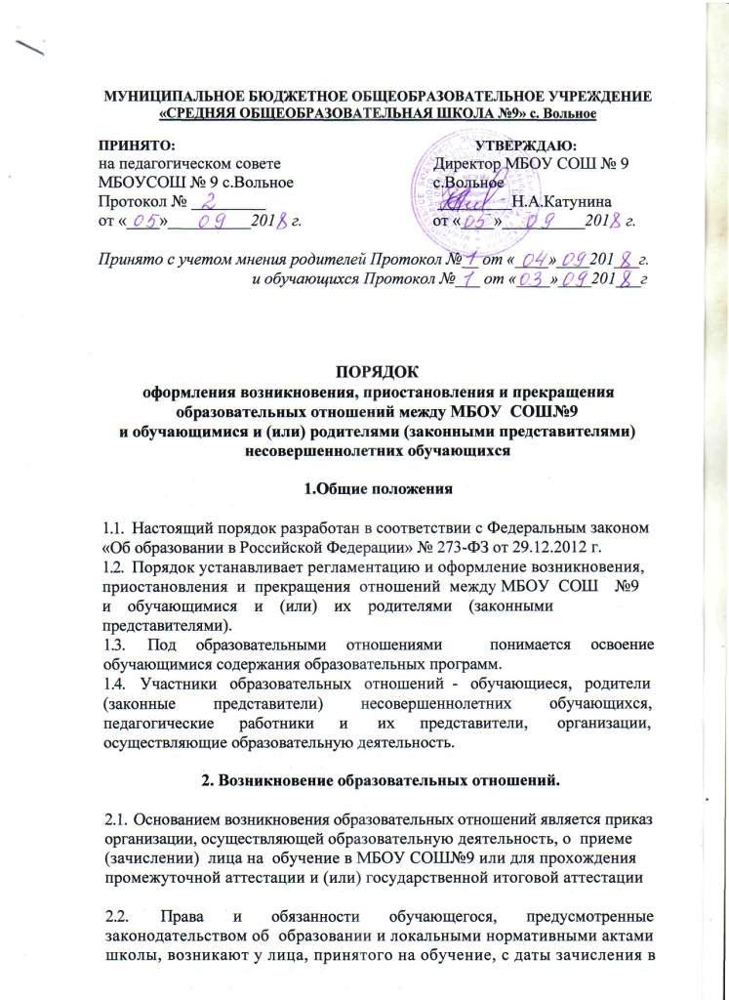 МУНИЦИПАЛЬНОЕ БЮДЖЕТНОЕ ОБЩЕОБРАЗОВАТЕЛЬНОЕ УЧРЕЖДЕНИЕ
«СРЕДНЯЯ ОБЩЕОБРАЗОВАТЕЛЬНАЯ ШКОЛА №9» с. Вольное
ПРИНЯТО: УТВЕРЖДАЮ:
на педагогическом совете Директор МБОУ СОШ № 9
МБОУСОШ № 9 с.Вольное с.Вольное
Протокол № 2 Н.А.Катунина
от «05» 09 2018 г. от «05» 09 2018 г.
Принято с учетом мнения родителей Протокол № 1 от «04» 09 2018 г.
и обучающихся Протокол № 1 от «03» 09 2018 г
ПОРЯДОК
оформления возникновения, приостановления и прекращения
образовательных отношений между МБОУ СОШ№9
и обучающимися и (или) родителями (законными представителями)
несовершеннолетних обучающихся
1.Общие положения
1.1. Настоящий порядок разработан в соответствии с Федеральным законом
«Об образовании в Российской Федерации» № 273-ФЗ от 29.12.2012 г.
1.2. Порядок устанавливает регламентацию и оформление возникновения,
приостановления и прекращения отношений между МБОУ СОШ №9
и обучающимися и (или) их родителями (законными
представителями).
1.3. Под образовательными отношениями понимается освоение
обучающимися содержания образовательных программ.
1.4. Участники образовательных отношений - обучающиеся, родители
(законные представители) несовершеннолетних обучающихся,
педагогические работники и их представители, организации,
осуществляющие образовательную деятельность.
2. Возникновение образовательных отношений.
2.1. Основанием возникновения образовательных отношений является приказ
организации, осуществляющей образовательную деятельность, о приеме
(зачислении) лица на обучение в МБОУ СОШ№9 или для прохождения
промежуточной аттестации и (или) государственной итоговой аттестации
2.2. Права и обязанности обучающегося, предусмотренные
законодательством об образовании и локальными нормативными актами
школы, возникают у лица, принятого на обучение, с даты зачисления в